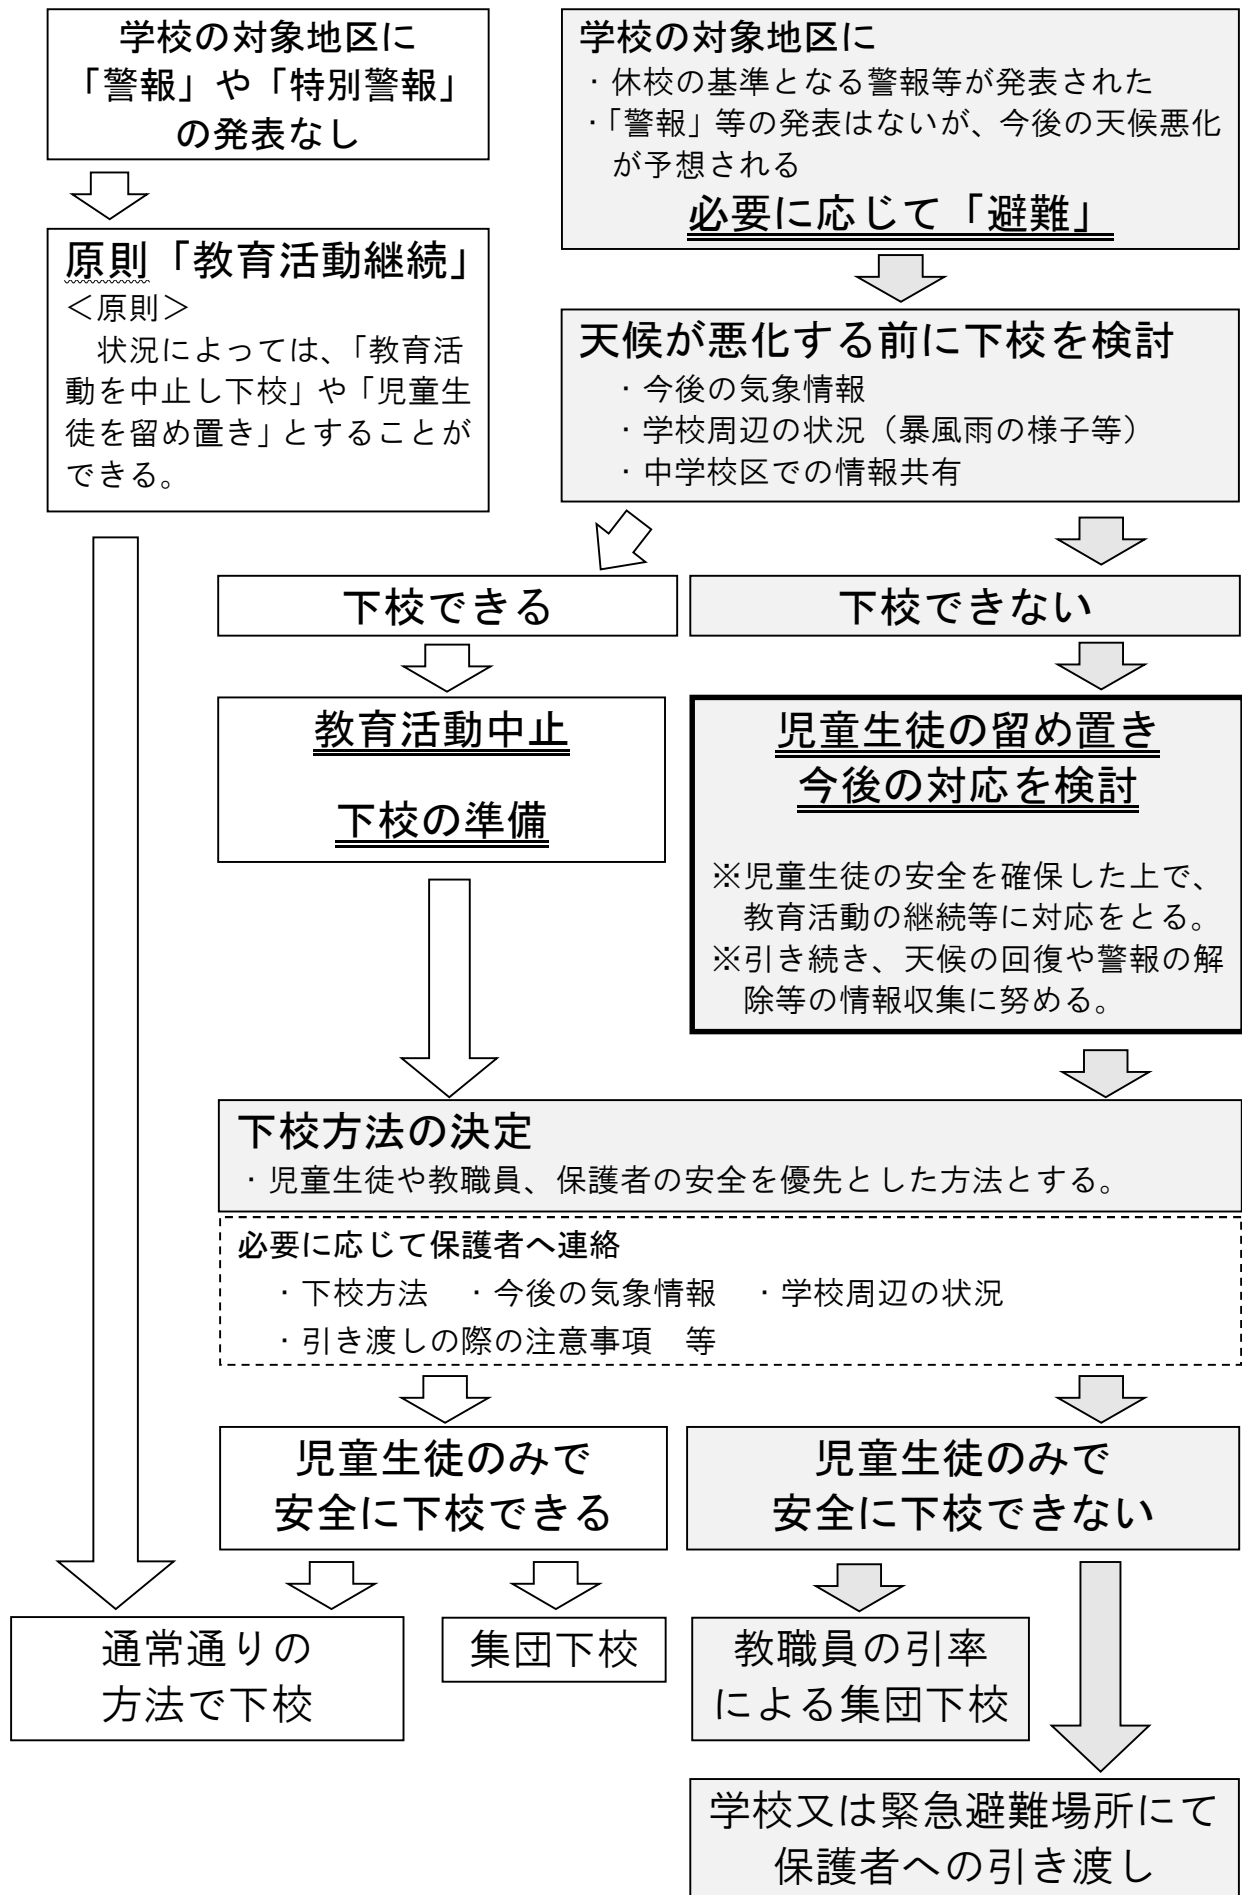 学校の対象地区に
「警報」や「特別警報」
の発表なし
学校の対象地区に
・休校の基準となる警報等が発表された
・「警報」等の発表はないが、今後の天候悪化
が予想される
必要に応じて「避難」
原則「教育活動継続」
＜原則＞
状況によっては、「教育活
動を中止し下校」や「児童生
徒を留め置き」とすることが
できる。
天候が悪化する前に下校を検討
・今後の気象情報
・学校周辺の状況（暴風雨の様子等）
・中学校区での情報共有
下校できる
下校できない
教育活動中止
下校の準備
児童生徒の留め置き
今後の対応を検討
※児童生徒の安全を確保した上で、
教育活動の継続等に対応をとる。
※引き続き、天候の回復や警報の解
除等の情報収集に努める。
下校方法の決定
・児童生徒や教職員、保護者の安全を優先とした方法とする。
必要に応じて保護者へ連絡
・下校方法　・今後の気象情報　・学校周辺の状況
・引き渡しの際の注意事項　等
児童生徒のみで
安全に下校できる
児童生徒のみで
安全に下校できない
通常通りの
方法で下校
集団下校
教職員の引率
による集団下校
学校又は緊急避難場所にて
保護者への引き渡し